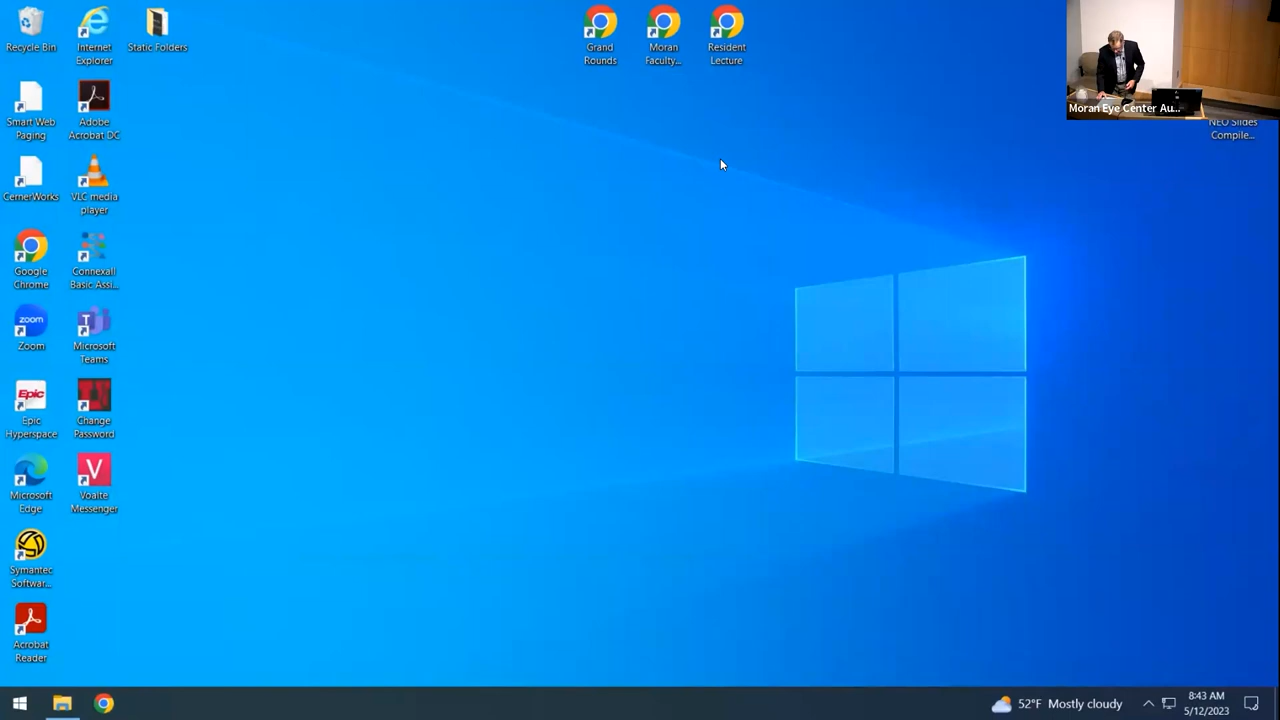 Recycle Bin
Internet
Explorer
Static Folders
Grand
Rounds
Moran
Faculty...
Resident
Lecture
Moran Eye Center Au...
NEO Slides
Compile...
Smart Web
Paging
Adobe
Acrobat DC
CernerWorks
VLC media
player
Google
Chrome
Connexall
Basic Assi...
zoom
Zoom
Microsoft
Teams
Epic
Epic
Hyperspace
Change
Password
Microsoft
Edge
V
Voalte
Messenger
Symantec
Softwar...
Acrobat
Reader
52°F Mostly cloudy
8:43 AM
5/12/2023